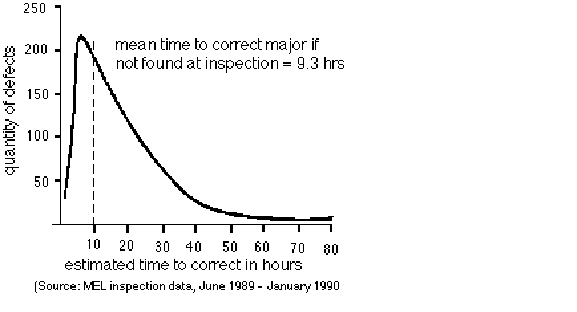 250
200
150
100
50
quantity of defects
mean time to correct major if
not found at inspection = 9.3 hrs
10 20 30 40 50 60 70 80
estimated time to correct in hours
(Source: MEL inspection data, June 1989 - January 1990